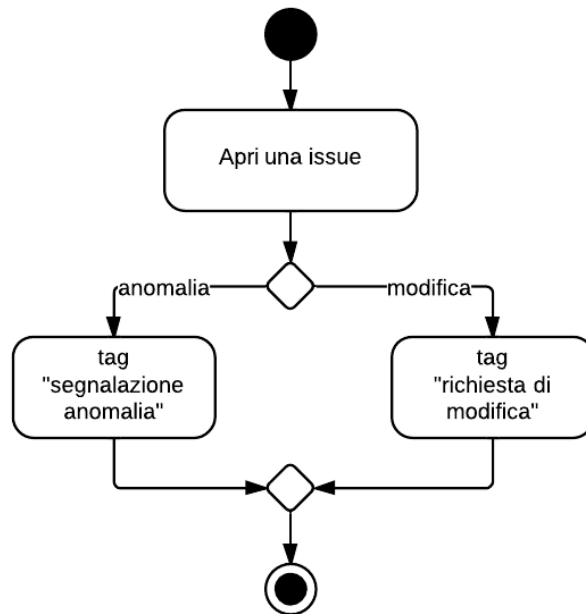 Apri una issue
anomalia
modifica
tag
"segnalazione
anomalia"
tag
"richiesta di
modifica"